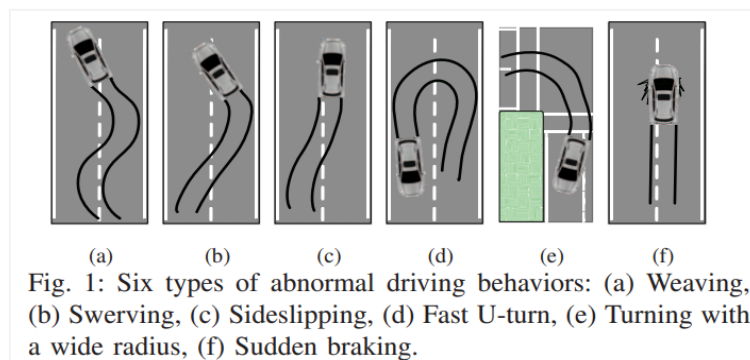 (a) (b) (c) (d) (e) (f)
Fig. 1: Six types of abnormal driving behaviors: (a) Weaving,
(b) Swerving, (c) Sideslipping, (d) Fast U-turn, (e) Turning with
a wide radius, (f) Sudden braking.